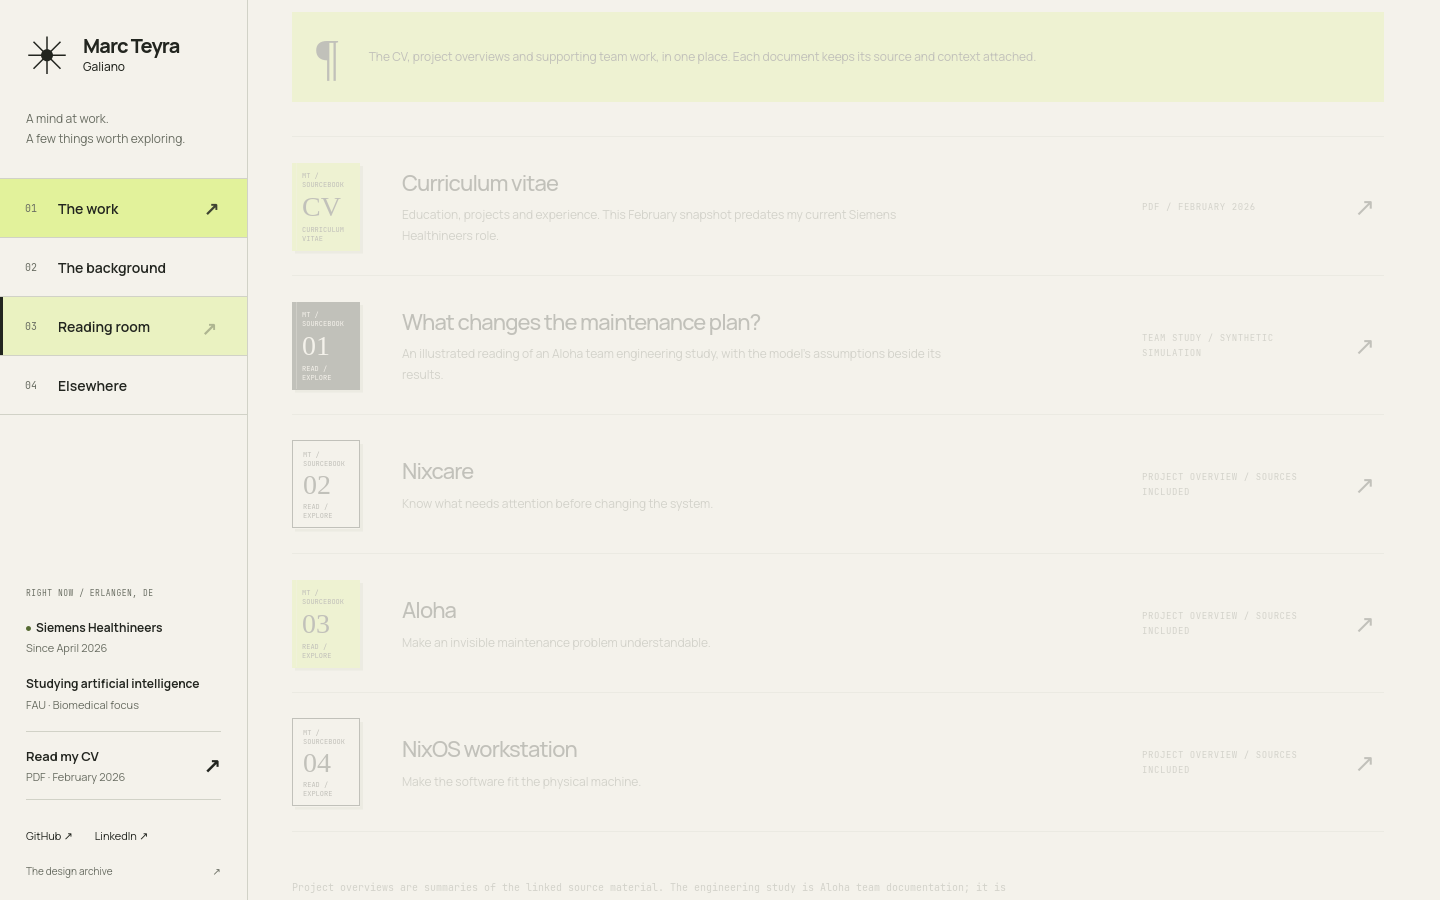 Marc Teyra
Galiano
A mind at work.
A few things worth exploring.
01 The work ↗
02 The background
03 Reading room ↗
04 Elsewhere
RIGHT NOW / ERLANGEN, DE
Siemens Healthineers
Since April 2026
Studying artificial intelligence
FAU · Biomedical focus
Read my CV ↗
PDF · February 2026
GitHub ↗ LinkedIn ↗
The design archive ↗
¶ The CV, project overviews and supporting team work, in one place. Each document keeps its source and context attached.
MT /
SOURCEBOOK
CV
CURRICULUM
VITAE
Curriculum vitae
Education, projects and experience. This February snapshot predates my current Siemens
Healthineers role.
PDF / FEBRUARY 2026 ↗
MT /
SOURCEBOOK
01
READ /
EXPLORE
What changes the maintenance plan?
An illustrated reading of an Aloha team engineering study, with the model's assumptions beside its
results.
TEAM STUDY / SYNTHETIC
SIMULATION
↗
MT /
SOURCEBOOK
02
READ /
EXPLORE
Nixcare
Know what needs attention before changing the system.
PROJECT OVERVIEW / SOURCES
INCLUDED
↗
MT /
SOURCEBOOK
03
READ /
EXPLORE
Aloha
Make an invisible maintenance problem understandable.
PROJECT OVERVIEW / SOURCES
INCLUDED
↗
MT /
SOURCEBOOK
04
READ /
EXPLORE
NixOS workstation
Make the software fit the physical machine.
PROJECT OVERVIEW / SOURCES
INCLUDED
↗
Project overviews are summaries of the linked source material. The engineering study is Aloha team documentation; it is